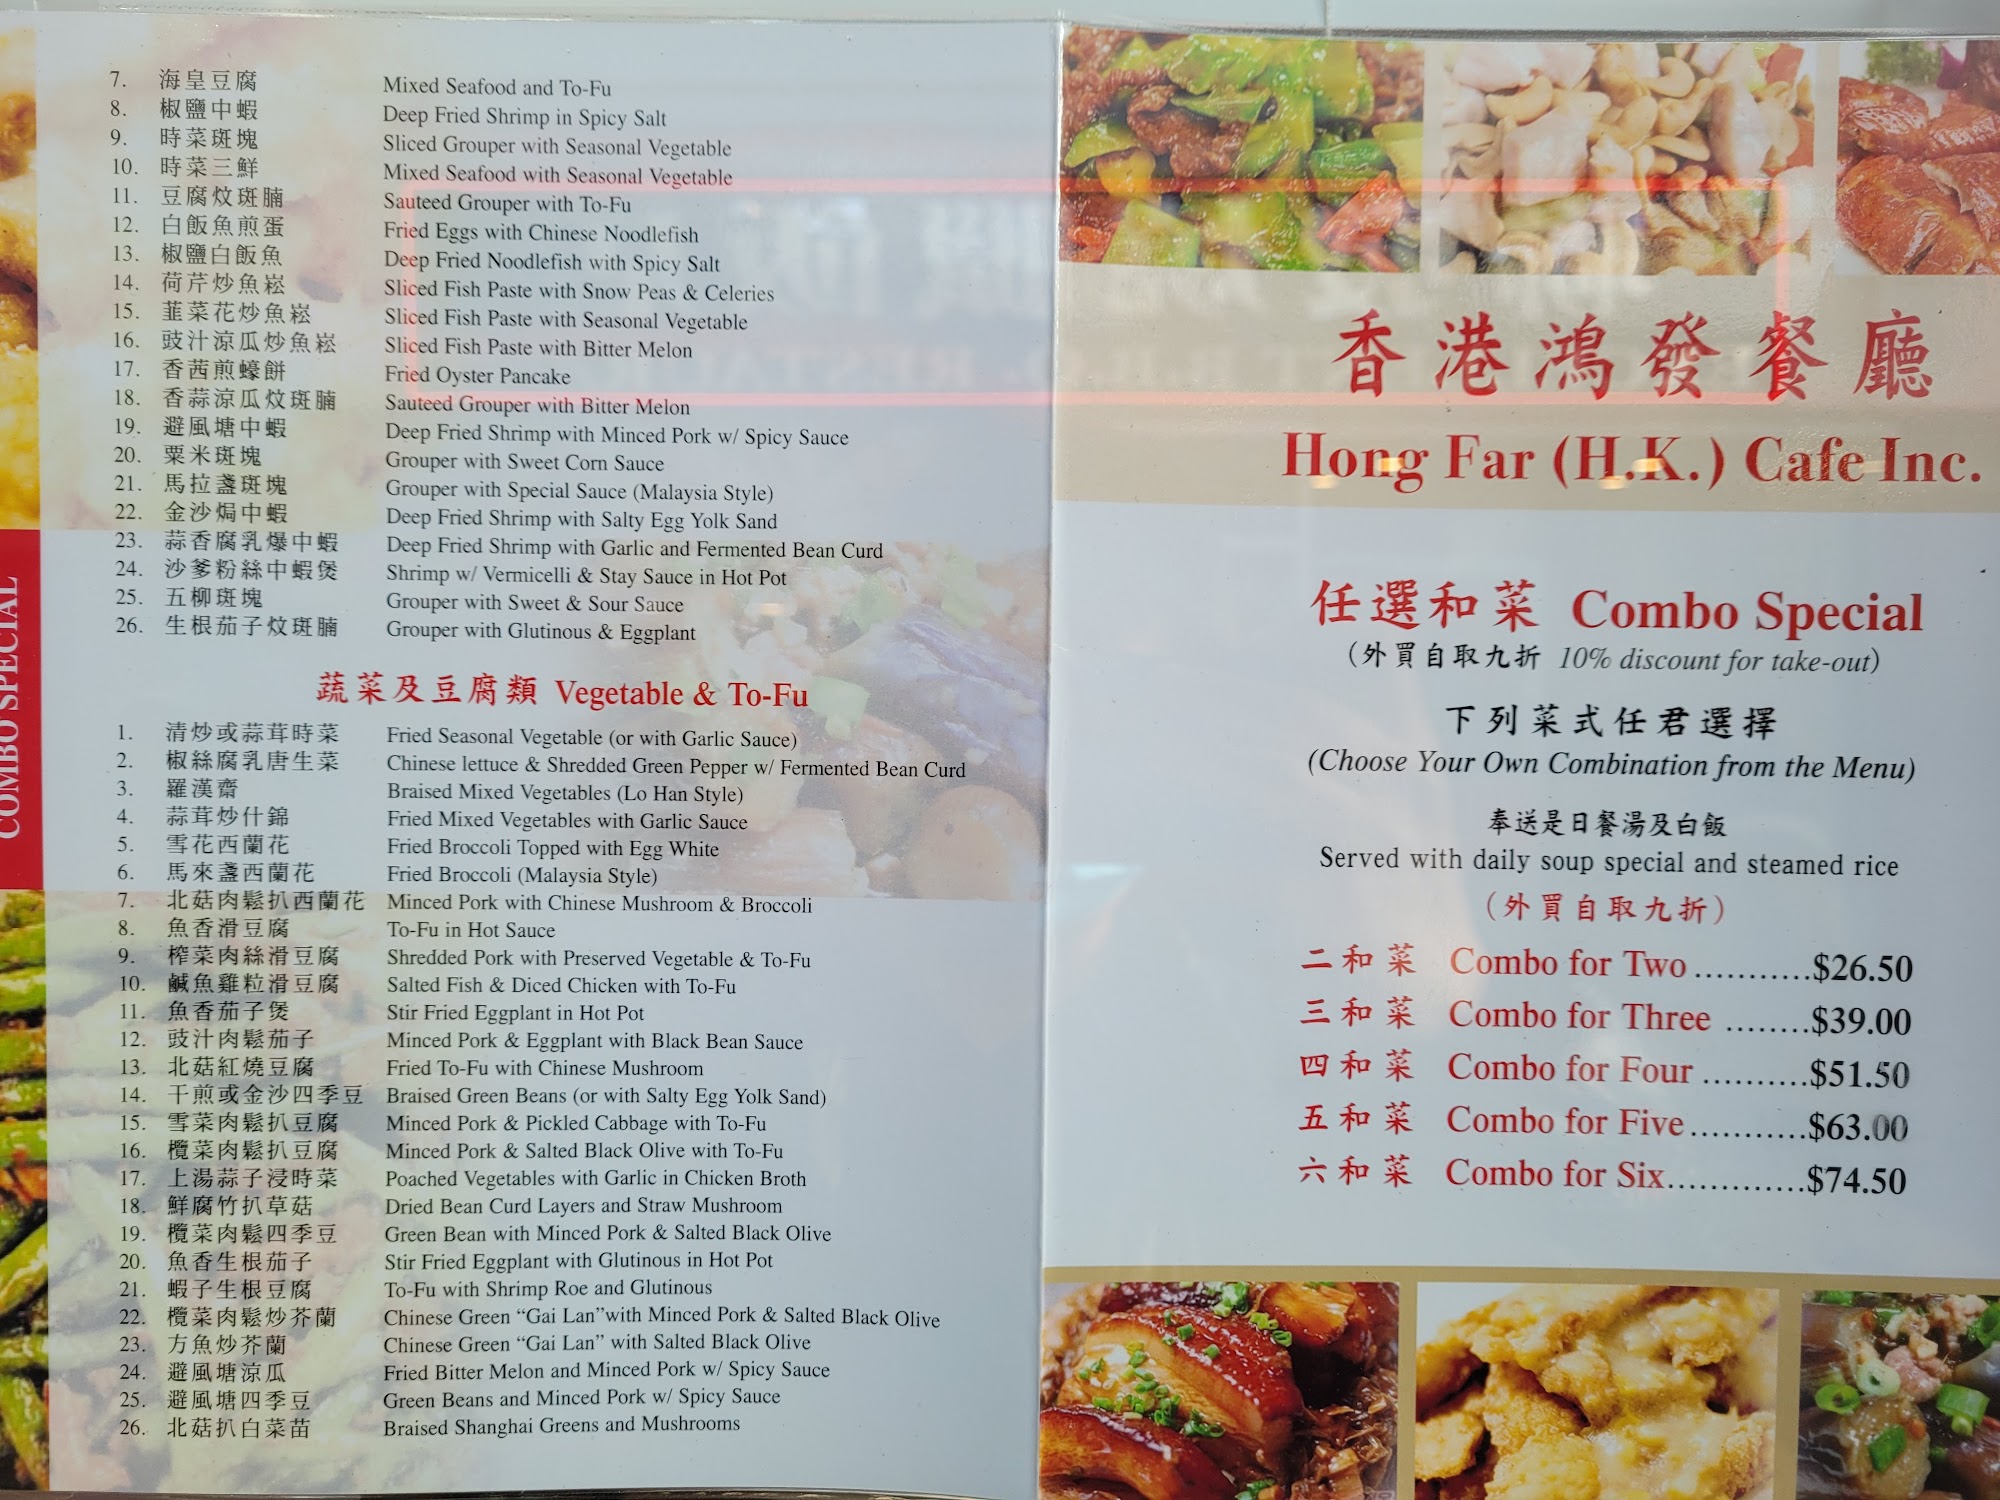 COMBO SPECIAL
7. 海皇豆腐 Mixed Seafood and To-Fu
8. 椒鹽中蝦 Deep Fried Shrimp in Spicy Salt
9. 時菜斑塊 Sliced Grouper with Seasonal Vegetable
10. 時菜三鮮 Mixed Seafood with Seasonal Vegetable
11. 豆腐炆斑腩 Sauteed Grouper with To-Fu
12. 白飯魚煎蛋 Fried Eggs with Chinese Noodlefish
13. 椒鹽白飯魚 Deep Fried Noodlefish with Spicy Salt
14. 荷芹炒魚崧 Sliced Fish Paste with Snow Peas & Celeries
15. 韮菜花炒魚崧 Sliced Fish Paste with Seasonal Vegetable
16. 豉汁涼瓜炒魚崧 Sliced Fish Paste with Bitter Melon
17. 香茜煎蠔餅 Fried Oyster Pancake
18. 香蒜涼瓜炆斑腩 Sauteed Grouper with Bitter Melon
19. 避風塘中蝦 Deep Fried Shrimp with Minced Pork w/ Spicy Sauce
20. 粟米斑塊 Grouper with Sweet Corn Sauce
21. 馬拉盞斑塊 Grouper with Special Sauce (Malaysia Style)
22. 金沙焗中蝦 Deep Fried Shrimp with Salty Egg Yolk Sand
23. 蒜香腐乳爆中蝦 Deep Fried Shrimp with Garlic and Fermented Bean Curd
24. 沙爹粉絲中蝦煲 Shrimp w/ Vermicelli & Stay Sauce in Hot Pot
25. 五柳斑塊 Grouper with Sweet & Sour Sauce
26. 生根茄子炆斑腩 Grouper with Glutinous & Eggplant
蔬菜及豆腐類 Vegetable & To-Fu
1. 清炒或蒜茸時菜 Fried Seasonal Vegetable (or with Garlic Sauce)
2. 椒絲腐乳唐生菜 Chinese lettuce & Shredded Green Pepper w/ Fermented Bean Curd
3. 羅漢齋 Braised Mixed Vegetables (Lo Han Style)
4. 蒜茸炒什錦 Fried Mixed Vegetables with Garlic Sauce
5. 雪花西蘭花 Fried Broccoli Topped with Egg White
6. 馬來盞西蘭花 Fried Broccoli (Malaysia Style)
7. 北菇肉鬆扒西蘭花 Minced Pork with Chinese Mushroom & Broccoli
8. 魚香滑豆腐 To-Fu in Hot Sauce
9. 榨菜肉絲滑豆腐 Shredded Pork with Preserved Vegetable & To-Fu
10. 鹹魚雞粒滑豆腐 Salted Fish & Diced Chicken with To-Fu
11. 魚香茄子煲 Stir Fried Eggplant in Hot Pot
12. 豉汁肉鬆茄子 Minced Pork & Eggplant with Black Bean Sauce
13. 北菇紅燒豆腐 Fried To-Fu with Chinese Mushroom
14. 干煎或金沙四季豆 Braised Green Beans (or with Salty Egg Yolk Sand)
15. 雪菜肉鬆扒豆腐 Minced Pork & Pickled Cabbage with To-Fu
16. 欖菜肉鬆扒豆腐 Minced Pork & Salted Black Olive with To-Fu
17. 上湯蒜子浸時菜 Poached Vegetables with Garlic in Chicken Broth
18. 鮮腐竹扒草菇 Dried Bean Curd Layers and Straw Mushroom
19. 欖菜肉鬆四季豆 Green Bean with Minced Pork & Salted Black Olive
20. 魚香生根茄子 Stir Fried Eggplant with Glutinous in Hot Pot
21. 蝦子生根豆腐 To-Fu with Shrimp Roe and Glutinous
22. 欖菜肉鬆炒芥蘭 Chinese Green “Gai Lan”with Minced Pork & Salted Black Olive
23. 方魚炒芥蘭 Chinese Green “Gai Lan” with Salted Black Olive
24. 避風塘涼瓜 Fried Bitter Melon and Minced Pork w/ Spicy Sauce
25. 避風塘四季豆 Green Beans and Minced Pork w/ Spicy Sauce
26. 北菇扒白菜苗 Braised Shanghai Greens and Mushrooms
香港鴻發餐廳
Hong Far (H.K.) Cafe Inc.
任選和菜 Combo Special
(外買自取九折 10% discount for take-out)
下列菜式任君選擇
(Choose Your Own Combination from the Menu)
奉送是日餐湯及白飯
Served with daily soup special and steamed rice
(外買自取九折)
二和菜 Combo for Two ...........$26.50
三和菜 Combo for Three ........$39.00
四和菜 Combo for Four ..........$51.50
五和菜 Combo for Five ...........$63.00
六和菜 Combo for Six.............$74.50